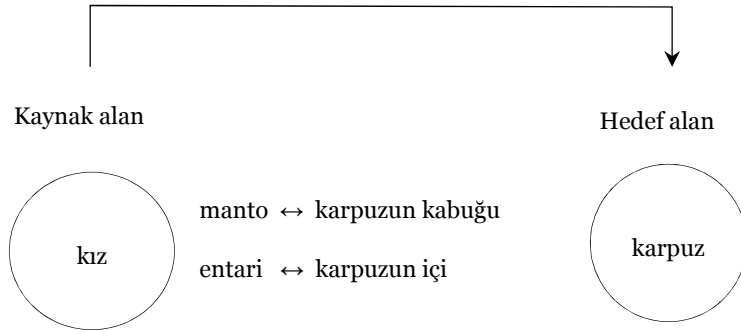 Kaynak alan
Hedef alan
manto ↔ karpuzun kabuğu
kız
karpuz
entari ↔ karpuzun içi